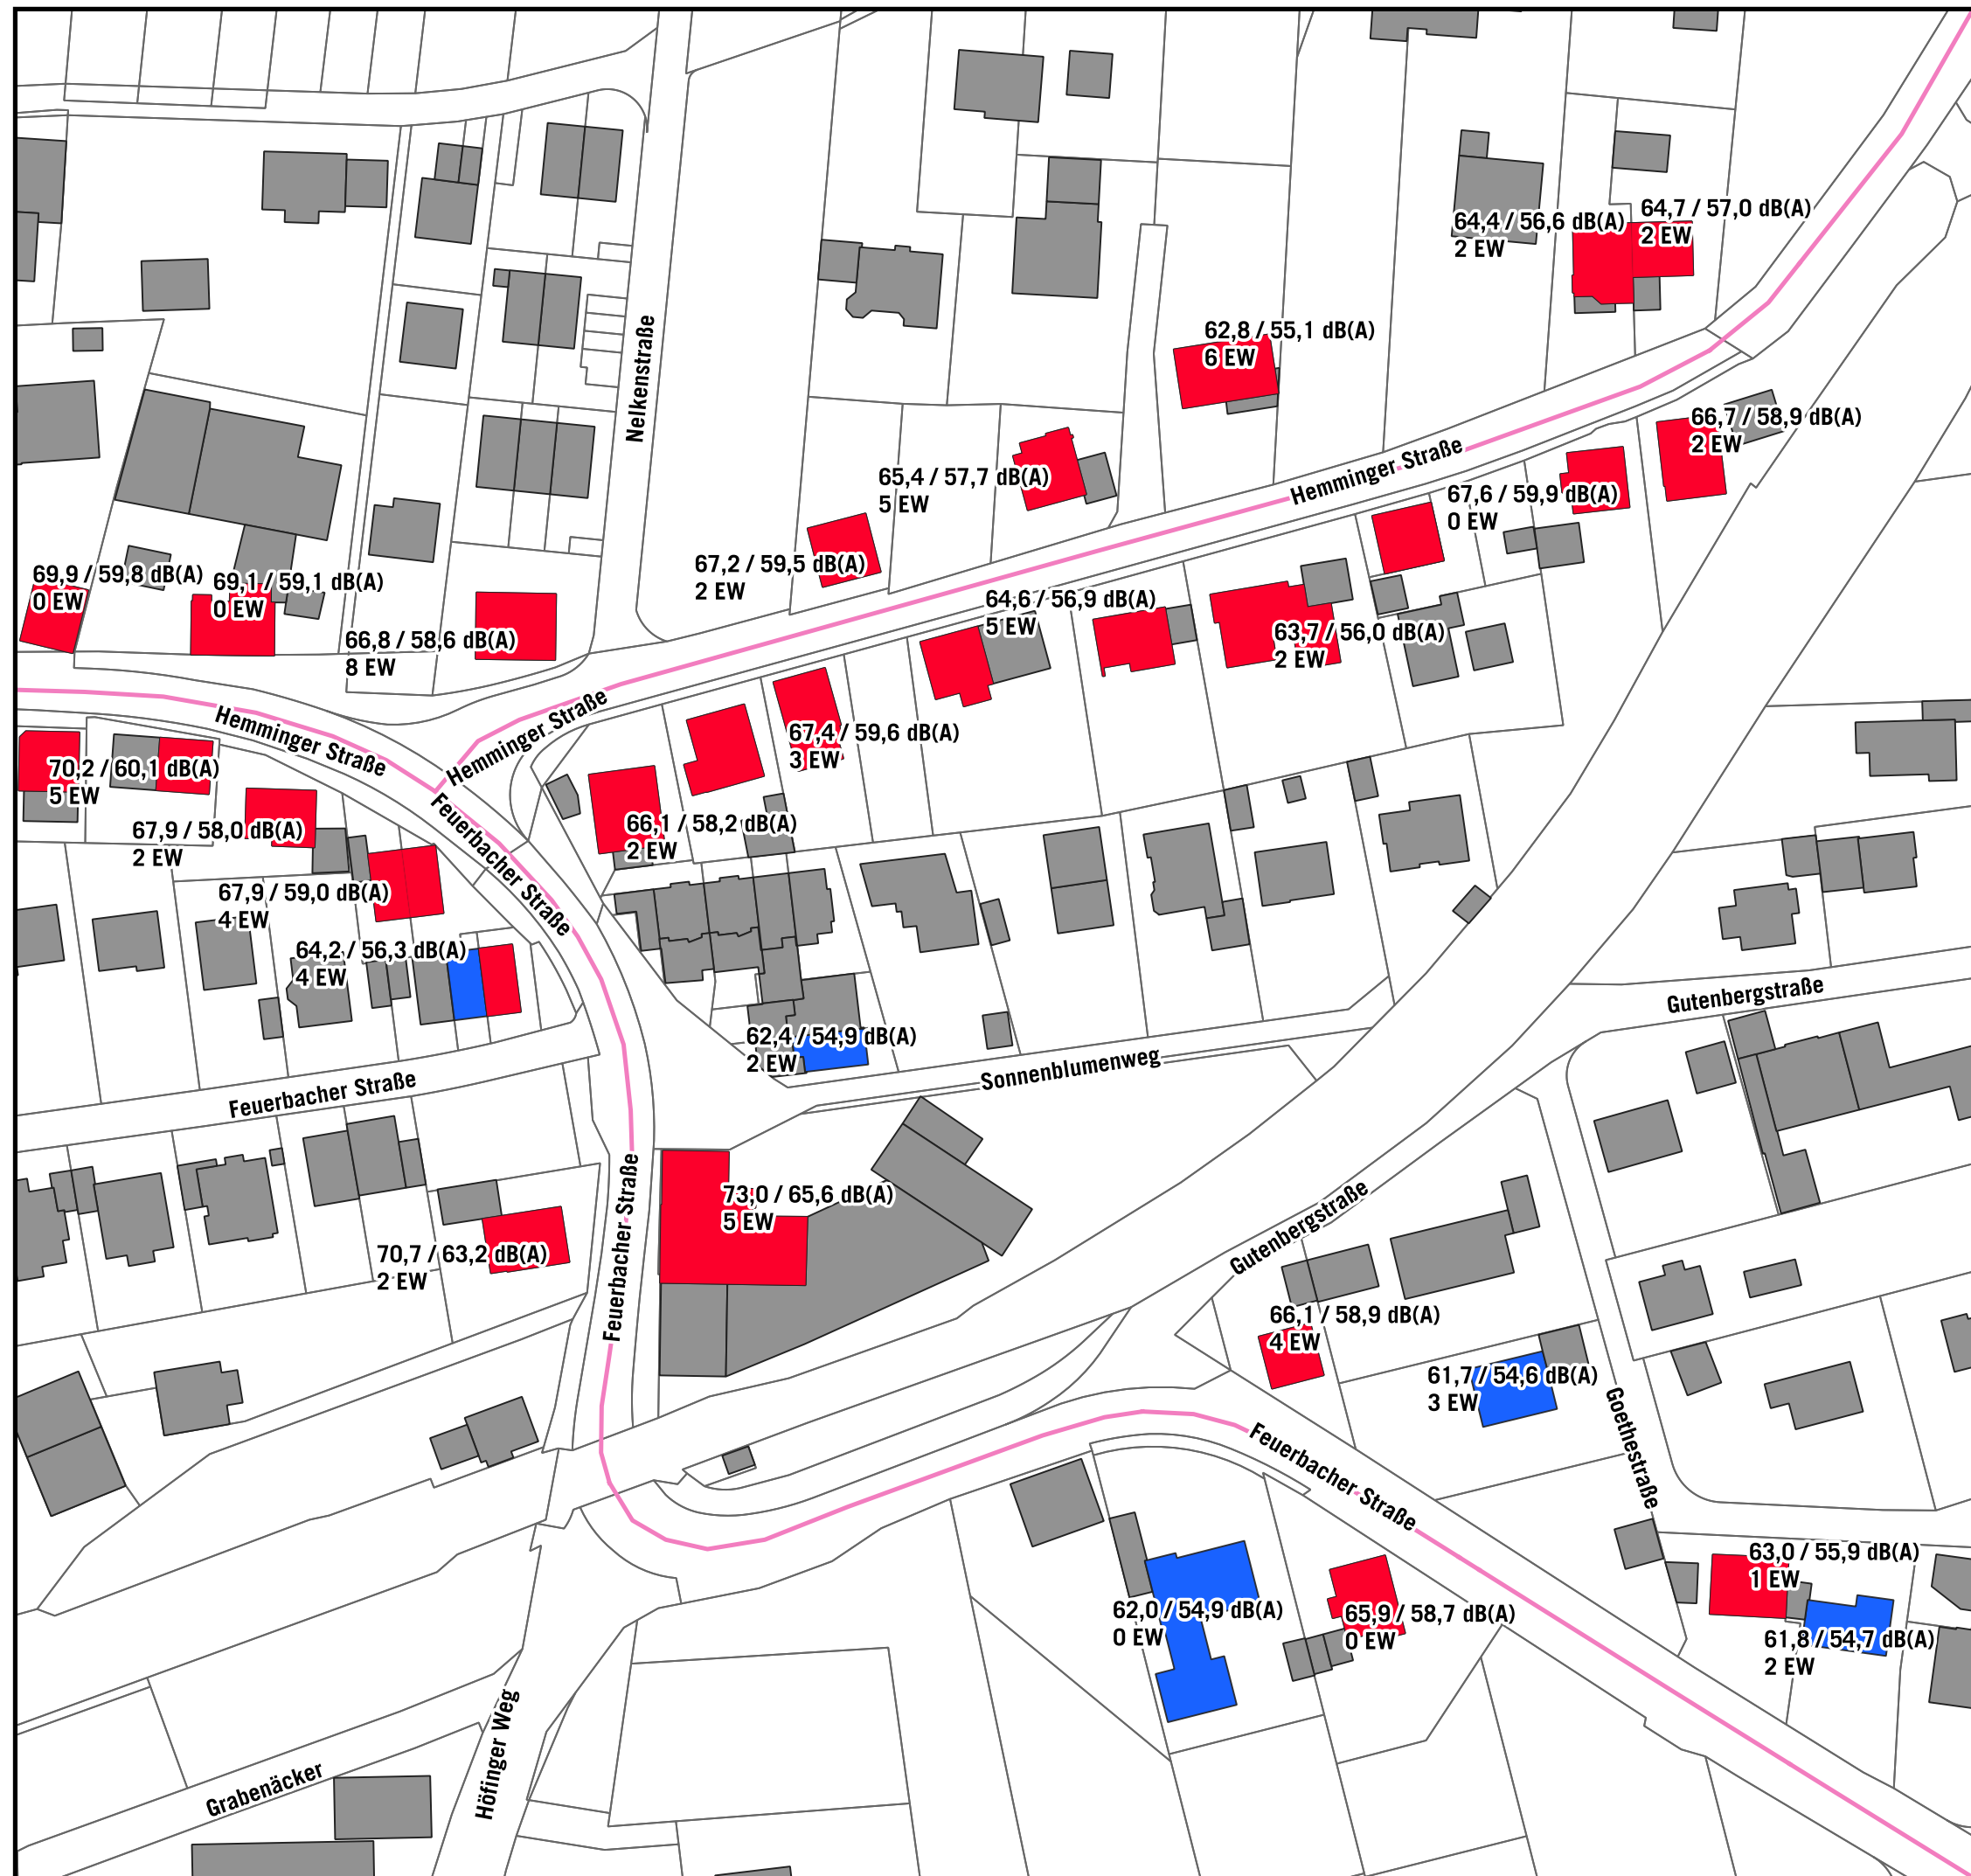 64,7 / 57,0 dB(A)
2 EW
64,4 / 56,6 dB(A)
2 EW
62,8 / 55,1 dB(A)
6 EW
Nelkenstraße
66,7 / 58,9 dB(A)
2 EW
Hemminger Straße
65,4 / 57,7 dB(A)
5 EW
67,6 / 59,9 dB(A)
0 EW
67,2 / 59,5 dB(A)
2 EW
69,9 / 59,8 dB(A)
0 EW
69,1 / 59,1 dB(A)
0 EW
64,6 / 56,9 dB(A)
5 EW
66,8 / 58,6 dB(A)
8 EW
63,7 / 56,0 dB(A)
2 EW
Hemminger Straße
Hemminger Straße
67,4 / 59,6 dB(A)
3 EW
70,2 / 60,1 dB(A)
5 EW
67,9 / 58,0 dB(A)
2 EW
66,1 / 58,2 dB(A)
2 EW
Feuerbacher Straße
67,9 / 59,0 dB(A)
4 EW
64,2 / 56,3 dB(A)
4 EW
Gutenbergstraße
62,4 / 54,9 dB(A)
2 EW
Sonnenblumenweg
Feuerbacher Straße
73,0 / 65,6 dB(A)
5 EW
Feuerbacher Straße
Gutenbergstraße
70,7 / 63,2 dB(A)
2 EW
66,1 / 58,9 dB(A)
4 EW
61,7 / 54,6 dB(A)
3 EW
Goethestraße
Feuerbacher Straße
63,0 / 55,9 dB(A)
1 EW
62,0 / 54,9 dB(A)
0 EW
65,9 / 58,7 dB(A)
0 EW
61,8 / 54,7 dB(A)
2 EW
Höfinger Weg
Grabenäcker